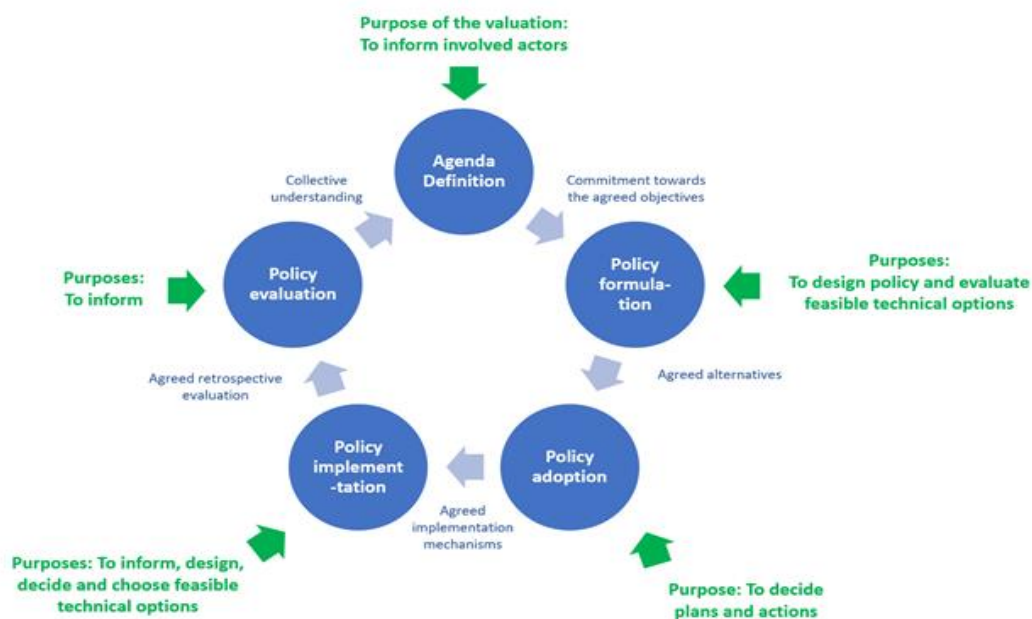 Purpose of the valuation:
To inform involved actors
Agenda
Definition
Collective
understanding
Commitment towards
the agreed objectives
Policy
evaluation
Purposes:
To inform
Policy
formula-
tion
Purposes:
To design policy and evaluate
feasible technical options
Agreed retrospective
evaluation
Agreed alternatives
Policy
implement
-tation
Policy
adoption
Agreed
implementation
mechanisms
Purposes: To inform, design,
decide and choose feasible
technical options
Purpose: To decide
plans and actions